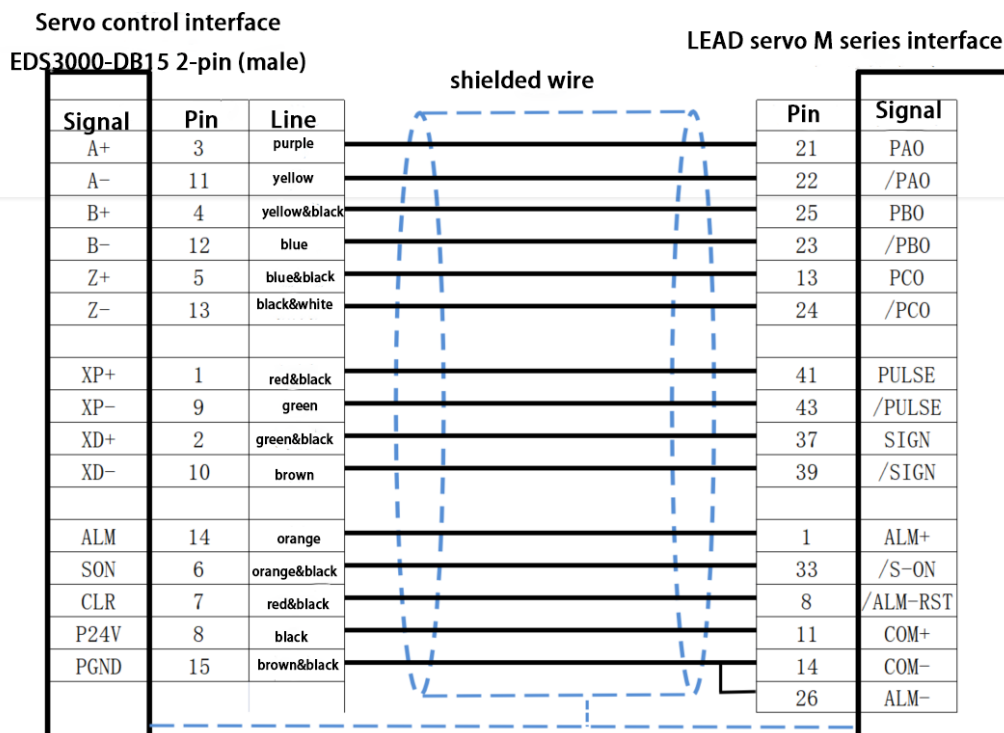 Servo control interface
EDS3000-DB15 2-pin (male)
LEAD servo M series interface
shielded wire
Signal Pin Line Pin Signal
A+ 3 purple 21 PAO
A- 11 yellow 22 /PAO
B+ 4 yellow&black 25 PBO
B- 12 blue 23 /PBO
Z+ 5 blue&black 13 PCO
Z- 13 black&white 24 /PCO
XP+ 1 red&black 41 PULSE
XP- 9 green 43 /PULSE
XD+ 2 green&black 37 SIGN
XD- 10 brown 39 /SIGN
ALM 14 orange 1 ALM+
SON 6 orange&black 33 /S-ON
CLR 7 red&black 8 /ALM-RST
P24V 8 black 11 COM+
PGND 15 brown&black 14 COM-
26 ALM-